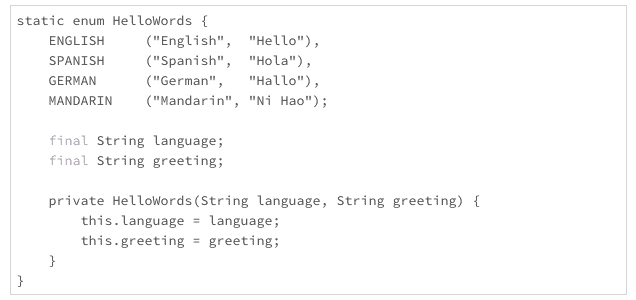 static enum HelloWords {
    ENGLISH     ("English",  "Hello"),
    SPANISH     ("Spanish",  "Hola"),
    GERMAN      ("German",   "Hallo"),
    MANDARIN    ("Mandarin", "Ni Hao");

    final String language;
    final String greeting;

    private HelloWords(String language, String greeting) {
        this.language = language;
        this.greeting = greeting;
    }
}